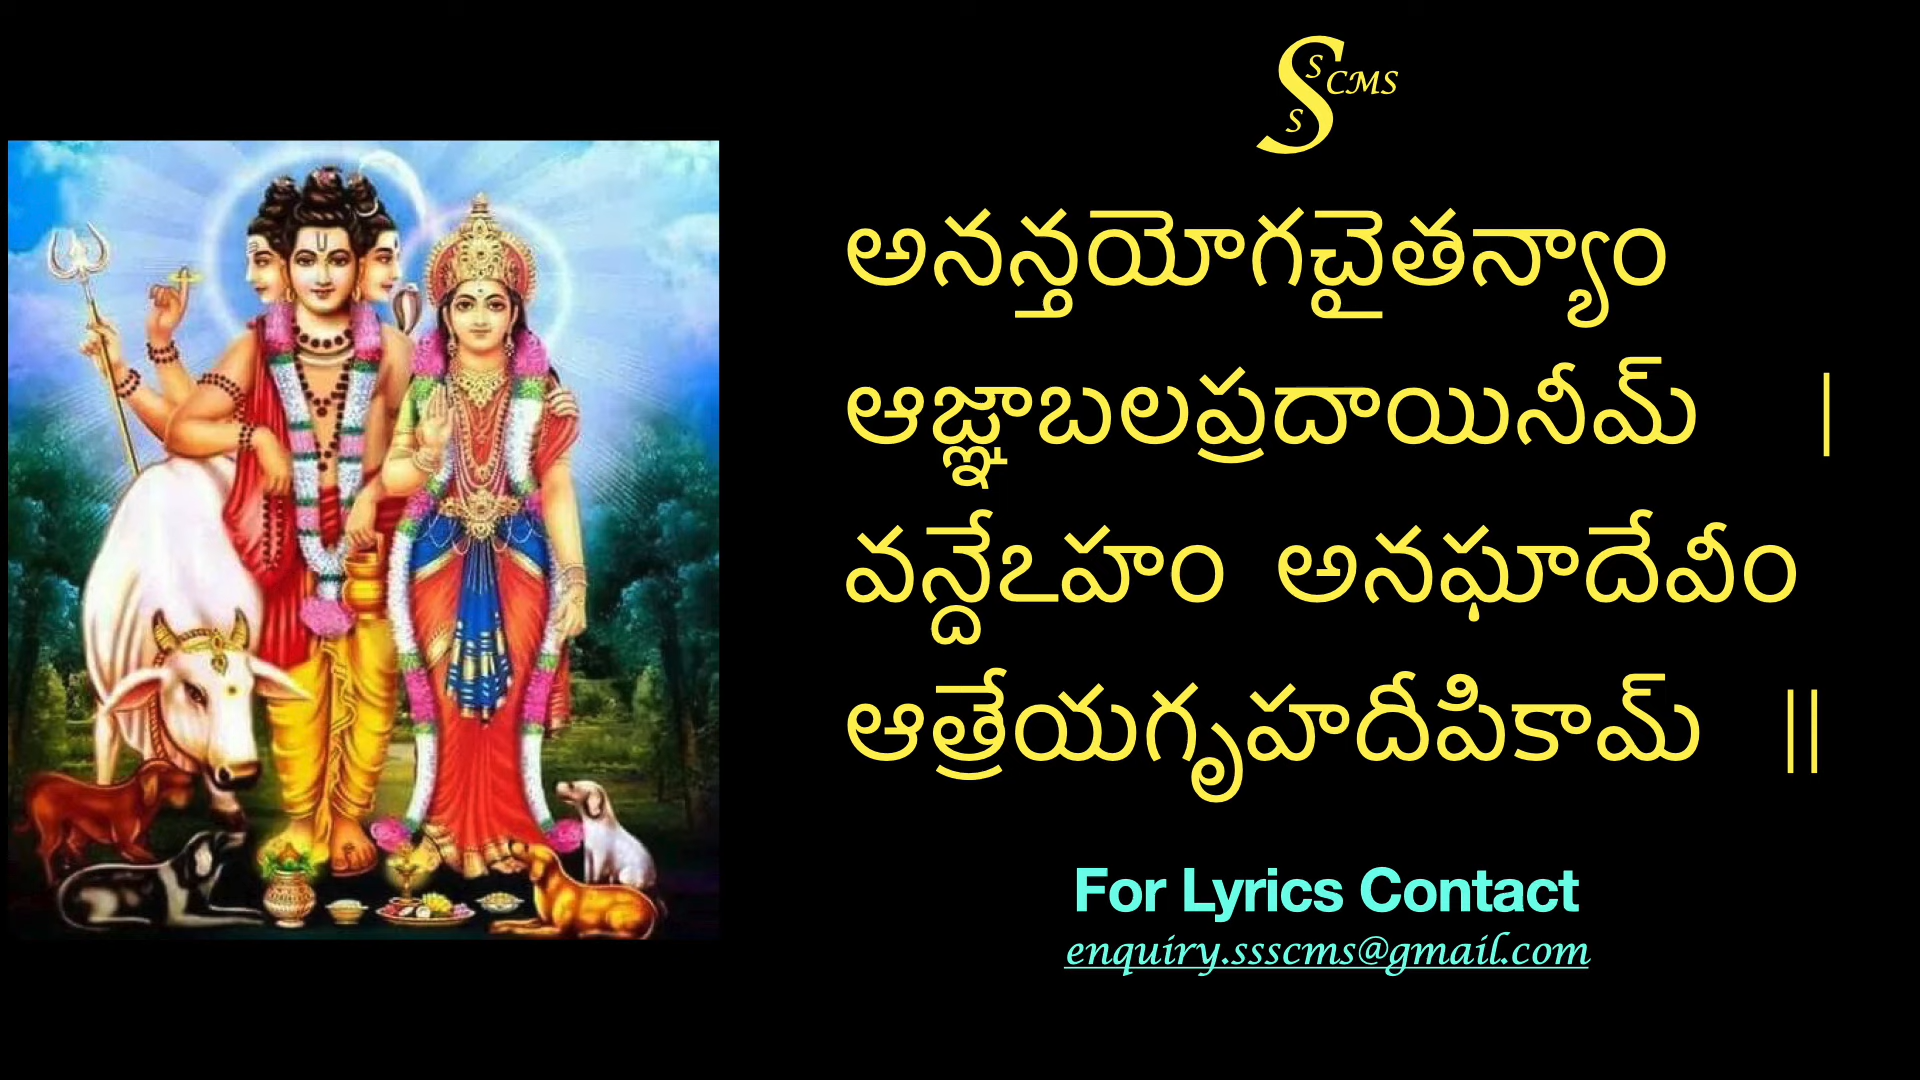 SSSCMS
అనన్తయోగచైతన్యాం
ఆజ్ఞాబలప్రదాయినీమ్ |
వన్దేఽహం అనఘాదేవీం
ఆత్రేయగృహదీపికామ్ ||
For Lyrics Contact
enquiry.ssscms@gmail.com